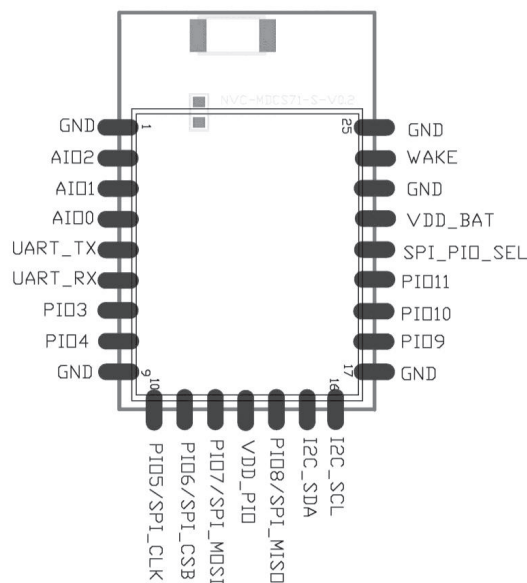 NVC-MDCS71-S-V0.2
1
25
GND
AIO2
AIO1
AIO0
UART_TX
UART_RX
PIO3
PIO4
GND
GND
WAKE
GND
VDD_BAT
SPI_PIO_SEL
PIO11
PIO10
PIO9
GND
9
10
16
17
PIO5/SPI_CLK
PIO6/SPI_CSB
PIO7/SPI_MOSI
VDD_PIO
PIO8/SPI_MISO
I2C_SDA
I2C_SCL